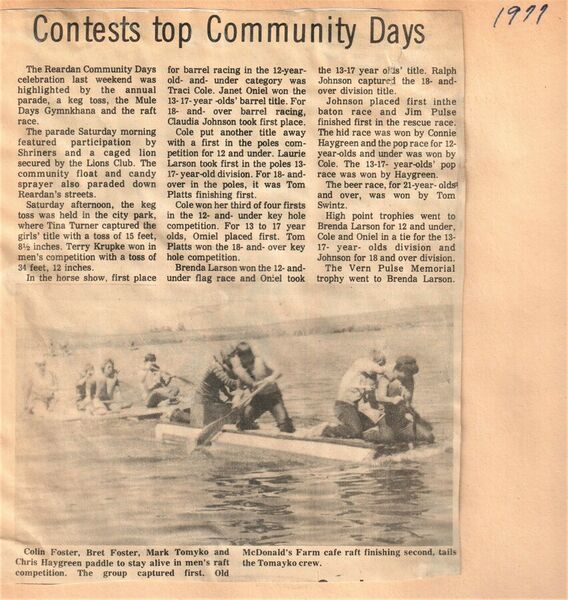 1977
Contests top Community Days
The Reardan Community Days
celebration last weekend was
highlighted by the annual
parade, a keg toss, the Mule
Days Gymnkhana and the raft
race.
The parade Saturday morning
featured participation by
Shriners and a caged lion
secured by the Lions Club. The
community float and candy
sprayer also paraded down
Reardan's streets.
Saturday afternoon, the keg
toss was held in the city park,
where Tina Turner captured the
girls' title with a toss of 15 feet,
8½ inches. Terry Krupke won in
men's competition with a toss of
34 feet, 12 inches.
In the horse show, first place
for barrel racing in the 12-year-
old- and- under category was
Traci Cole. Janet Oniel won the
13-17-year -olds' barrel title. For
18- and- over barrel racing,
Claudia Johnson took first place.
Cole put another title away
with a first in the poles com-
petition for 12 and under. Laurie
Larson took first in the poles 13-
17- year-old division. For 18-and-
over in the poles, it was Tom
Platts finishing first.
Cole won her third of four firsts
in the 12- and- under key hole
competition. For 13 to 17 year
olds, Omiel placed first. Tom
Platts won the 18- and- over key
hole competition.
Brenda Larson won the 12- and-
under flag race and Oniel took
the 13-17 year olds' title. Ralph
Johnson captured the 18- and-
over division title.
Johnson placed first inthe
baton race and Jim Pulse
finished first in the rescue race.
The hid race was won by Connie
Haygreen and the pop race for 12-
year-olds and under was won by
Cole. The 13-17- year-olds' pop
race was won by Haygreen.
The beer race, for 21-year- olds
and over, was won by Tom
Swintz.
High point trophies went to
Brenda Larson for 12 and under,
Cole and Oniel in a tie for the 13-
17- year- olds division and
Johnson for 18 and over division.
The Vern Pulse Memorial
trophy went to Brenda Larson.
Colin Foster, Bret Foster, Mark Tomyko and
Chris Haygreen paddle to stay alive in men's raft
competition. The group captured first. Old
McDonald's Farm cafe raft finishing second, tails
the Tomayko crew.